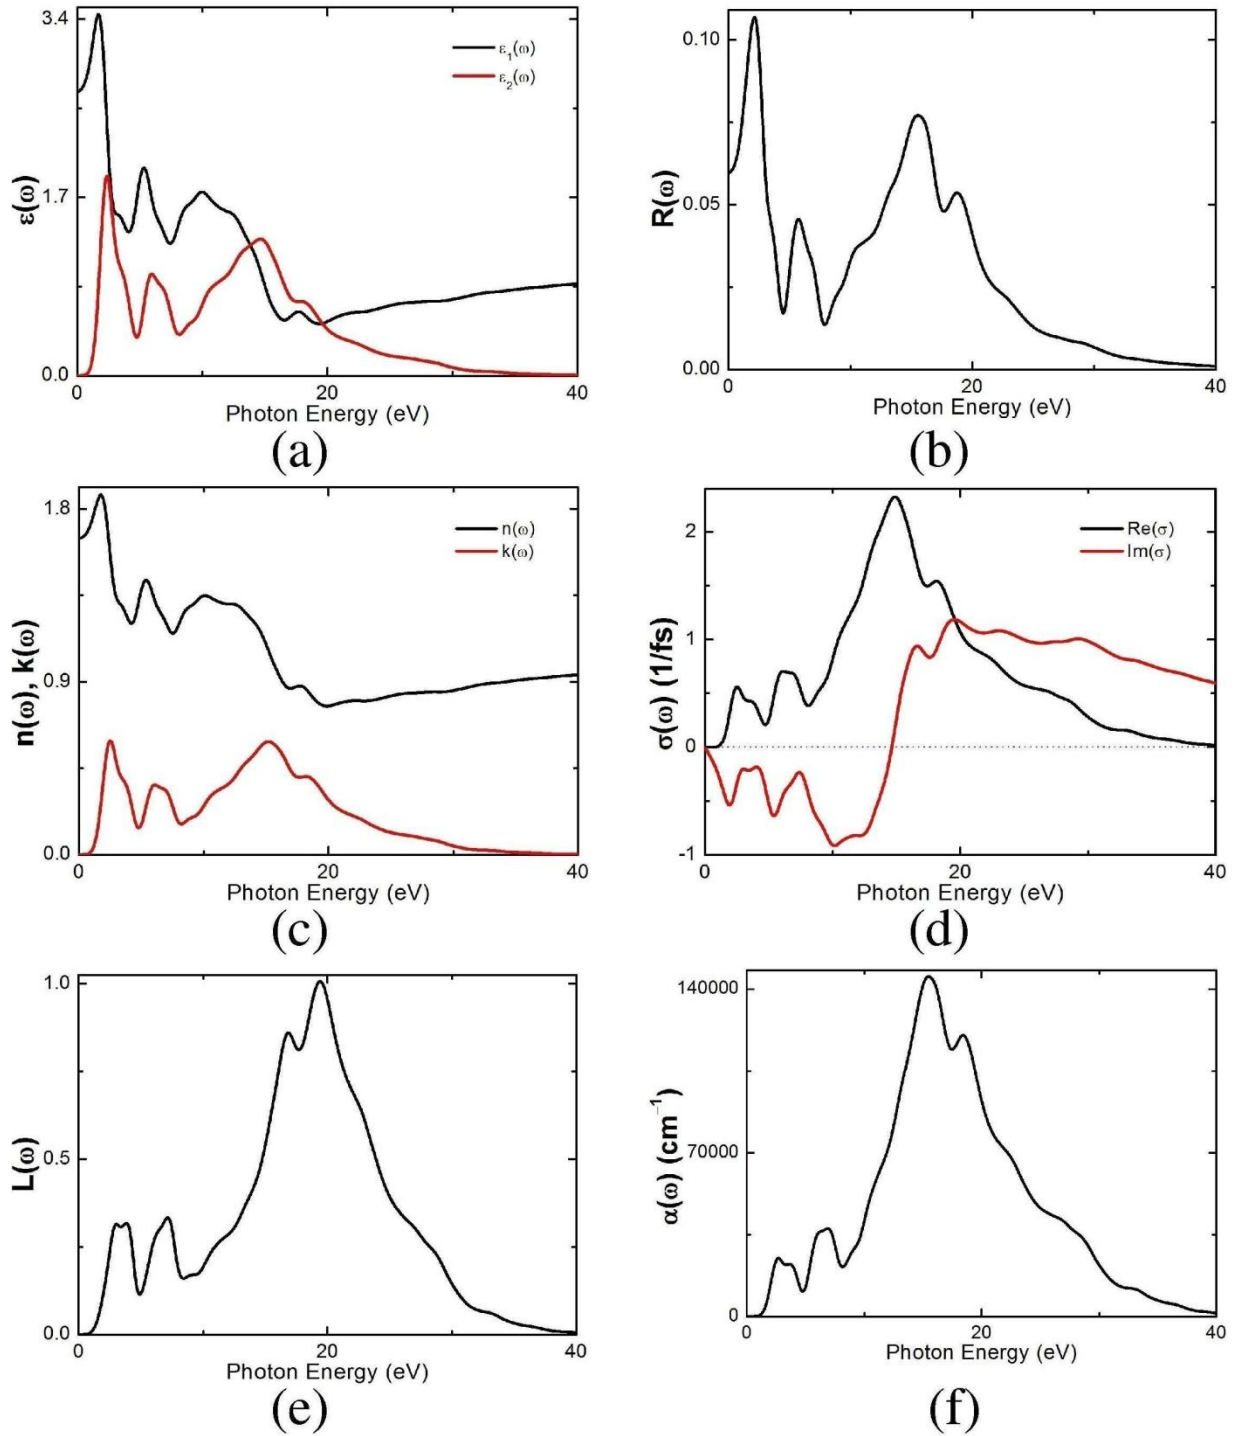 3.4
1.7
0.0
ε(ω)
ε₁(ω)
ε₂(ω)
0
20
40
Photon Energy (eV)
(a)
0.10
0.05
0.00
R(ω)
0
20
40
Photon Energy (eV)
(b)
1.8
0.9
0.0
n(ω), k(ω)
n(ω)
k(ω)
0
20
40
Photon Energy (eV)
(c)
2
1
0
-1
σ(ω) (1/fs)
Re(σ)
Im(σ)
0
20
40
Photon Energy (eV)
(d)
1.0
0.5
0.0
L(ω)
0
20
40
Photon Energy (eV)
(e)
140000
70000
0
α(ω) (cm⁻¹)
0
20
40
Photon Energy (eV)
(f)